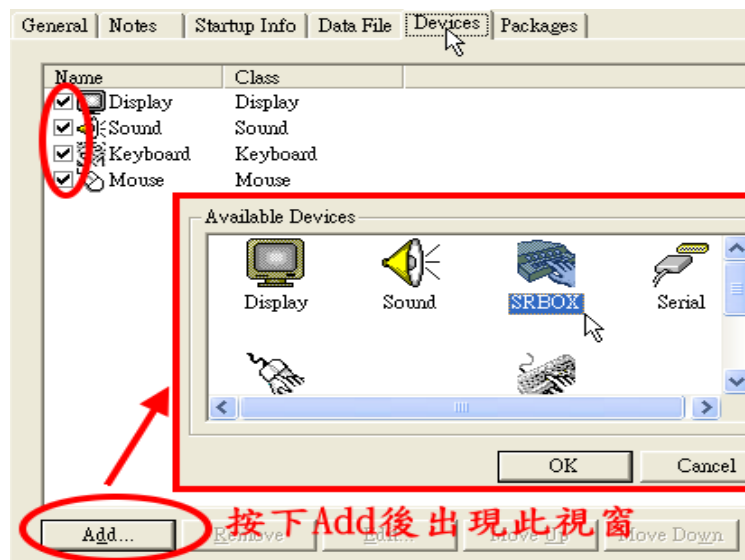 General Notes Startup Info Data File Devices Packages
Name Class
Display Display
Sound Sound
Keyboard Keyboard
Mouse Mouse
Available Devices
Display Sound SRBOX Serial
OK Cancel
Add... Remove Edit... Move Up Move Down
按下Add後出現此視窗